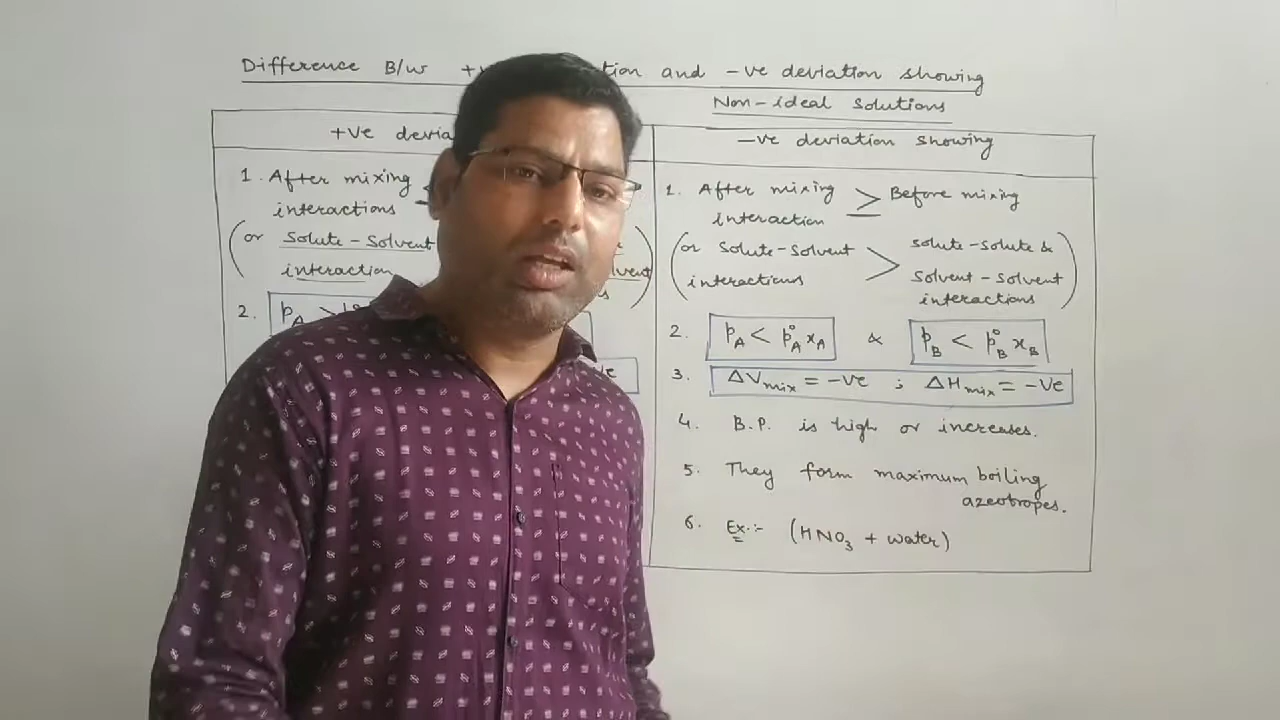 Difference B/w +v tion and -ve deviation showing
Non-ideal solutions
+ve devia
1. After mixing
interactions
(or Solute-Solvent
interaction
lvent)
2. PA >
ve
-ve deviation showing
1. After mixing > Before mixing
interaction
(or Solute-Solvent > solute-solute &
interactions solvent-solvent
interactions)
2. pA < p°A xA & pB < p°B xB
3. ΔVmix = -ve ; ΔHmix = -ve
4. B.P. is high or increases.
5. They form maximum boiling
azeotropes.
6. Ex:- (HNO3 + water)